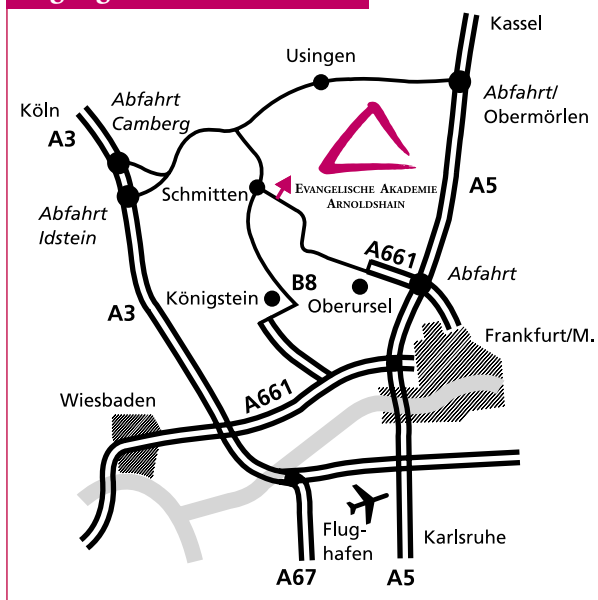 Kassel
Usingen
Köln
Abfahrt
Camberg
A3
Abfahrt/
Obermörlen
Schmitten
EVANGELISCHE AKADEMIE
ARNOLDSHAIN
A5
Abfahrt
Idstein
A661
Abfahrt
B8
Königstein
Oberursel
A3
Frankfurt/M.
A661
Wiesbaden
Flug-
hafen
Karlsruhe
A67
A5